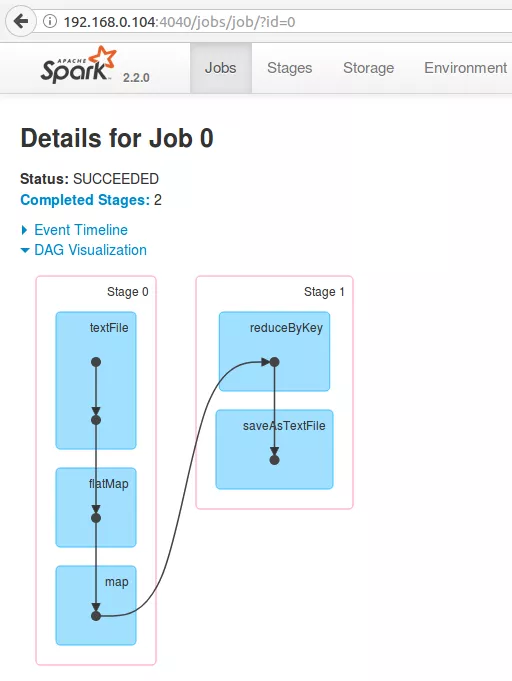 192.168.0.104:4040/jobs/job/?id=0
APACHE
Spark 2.2.0
Jobs Stages Storage Environment
Details for Job 0
Status: SUCCEEDED
Completed Stages: 2
Event Timeline
DAG Visualization
Stage 0
textFile
flatMap
map
Stage 1
reduceByKey
saveAsTextFile